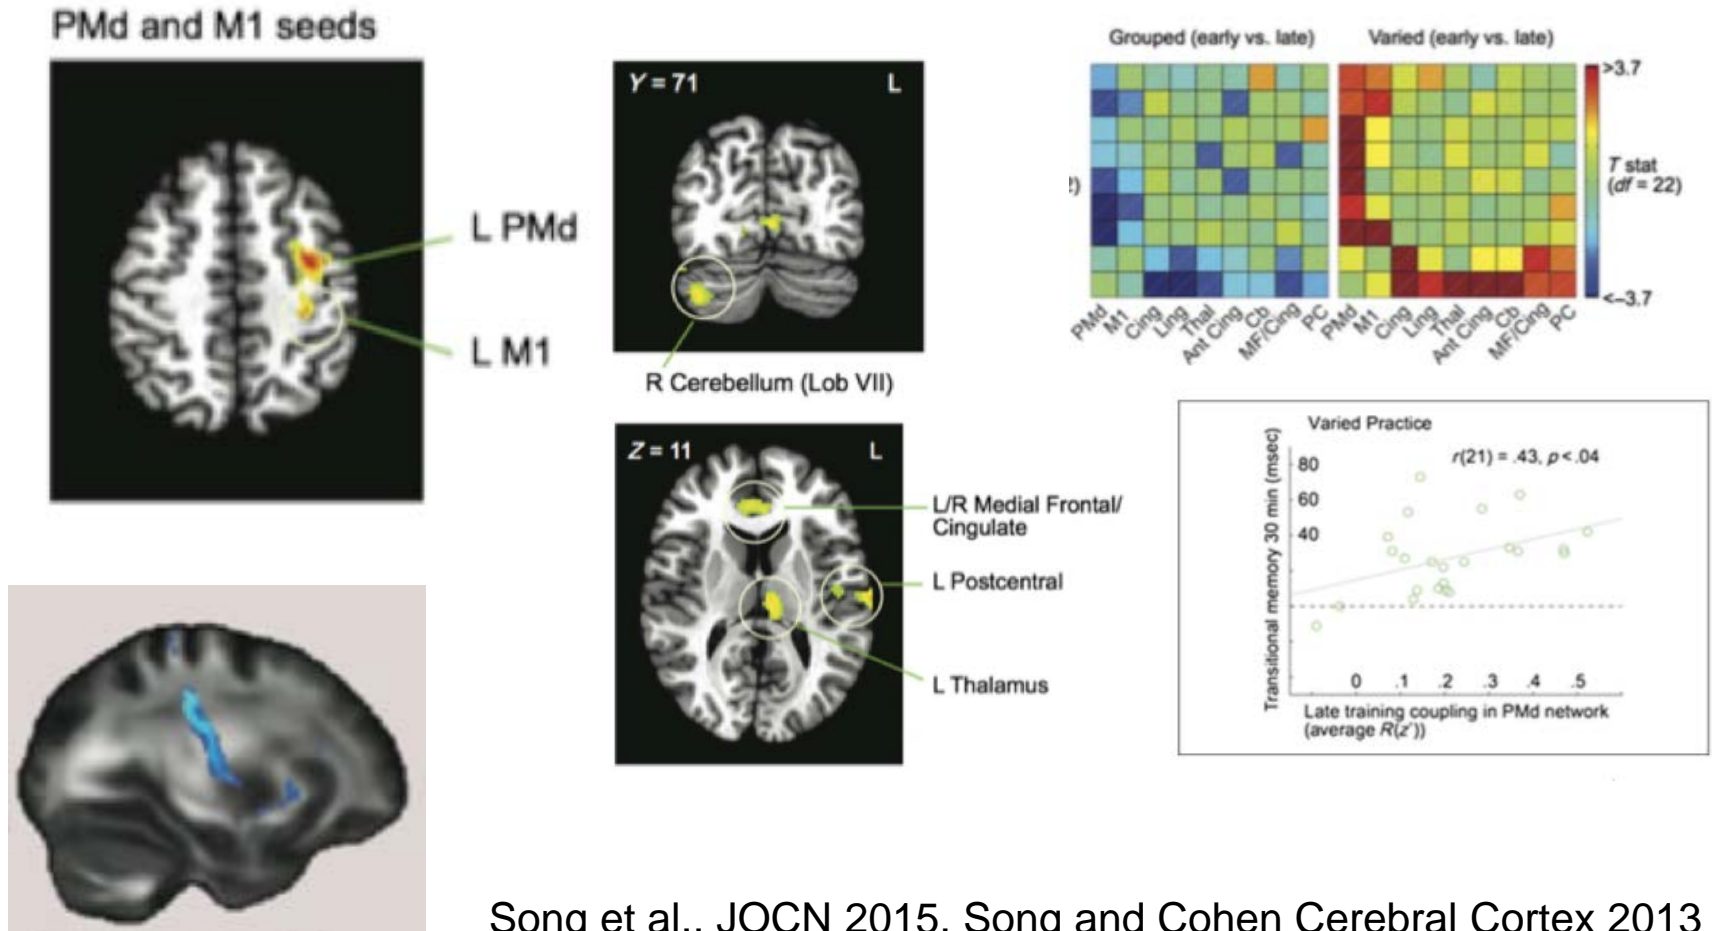 PMd and M1 seeds
L PMd
L M1
Y = 71
L
R Cerebellum (Lob VII)
Z = 11
L
L/R Medial Frontal/
Cingulate
L Postcentral
L Thalamus
Grouped (early vs. late)
Varied (early vs. late)
>3.7
T stat
(df = 22)
<–3.7
2)
PMd
M1
Cing
Ling
Thal
Ant Cing
Cb
MF/Cing
PC
PMd
M1
Cing
Ling
Thal
Ant Cing
Cb
MF/Cing
PC
Varied Practice
r(21) = .43, p < .04
Transitional memory 30 min (msec)
80
60
40
0 .1 .2 .3 .4 .5
Late training coupling in PMd network
(average R(z'))
Song et al., JOCN 2015, Song and Cohen Cerebral Cortex 2013